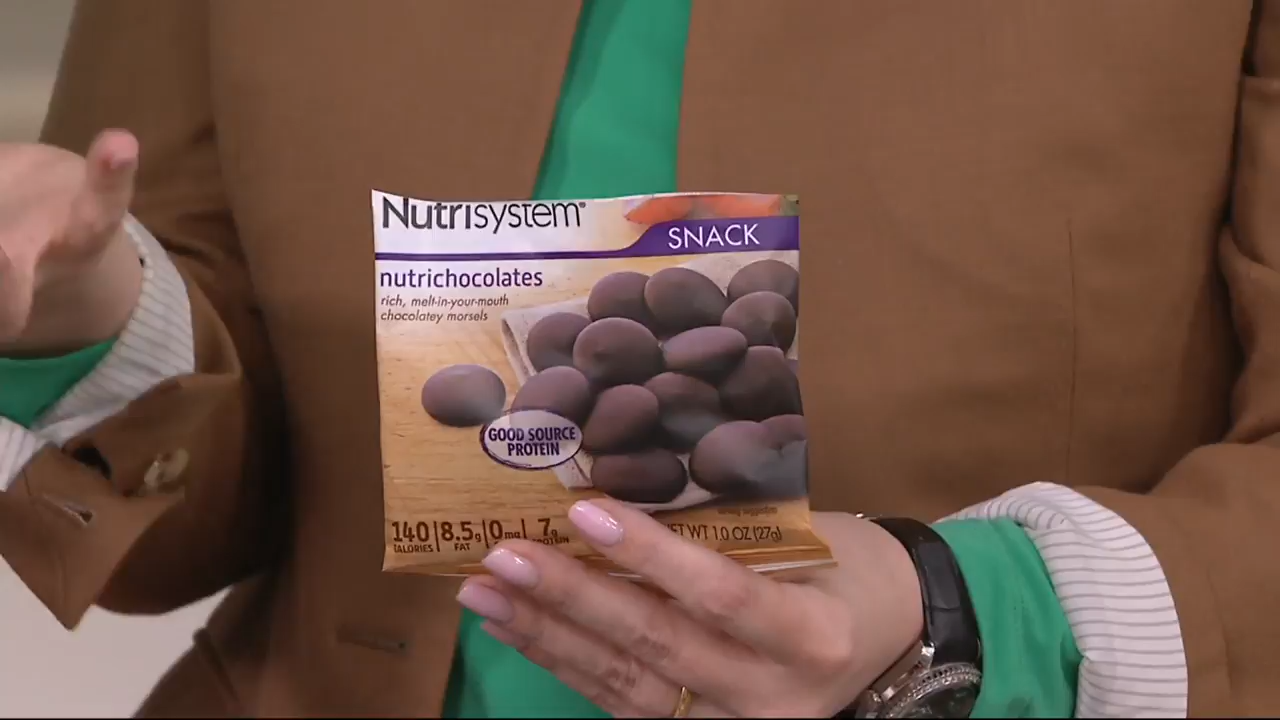 Nutrisystem®
SNACK
nutrichocolates
rich, melt-in-your-mouth
chocolatey morsels
GOOD SOURCE
PROTEIN
140 8.5g 0mg 7g
CALORIES FAT
WT 1.0 OZ (27g)